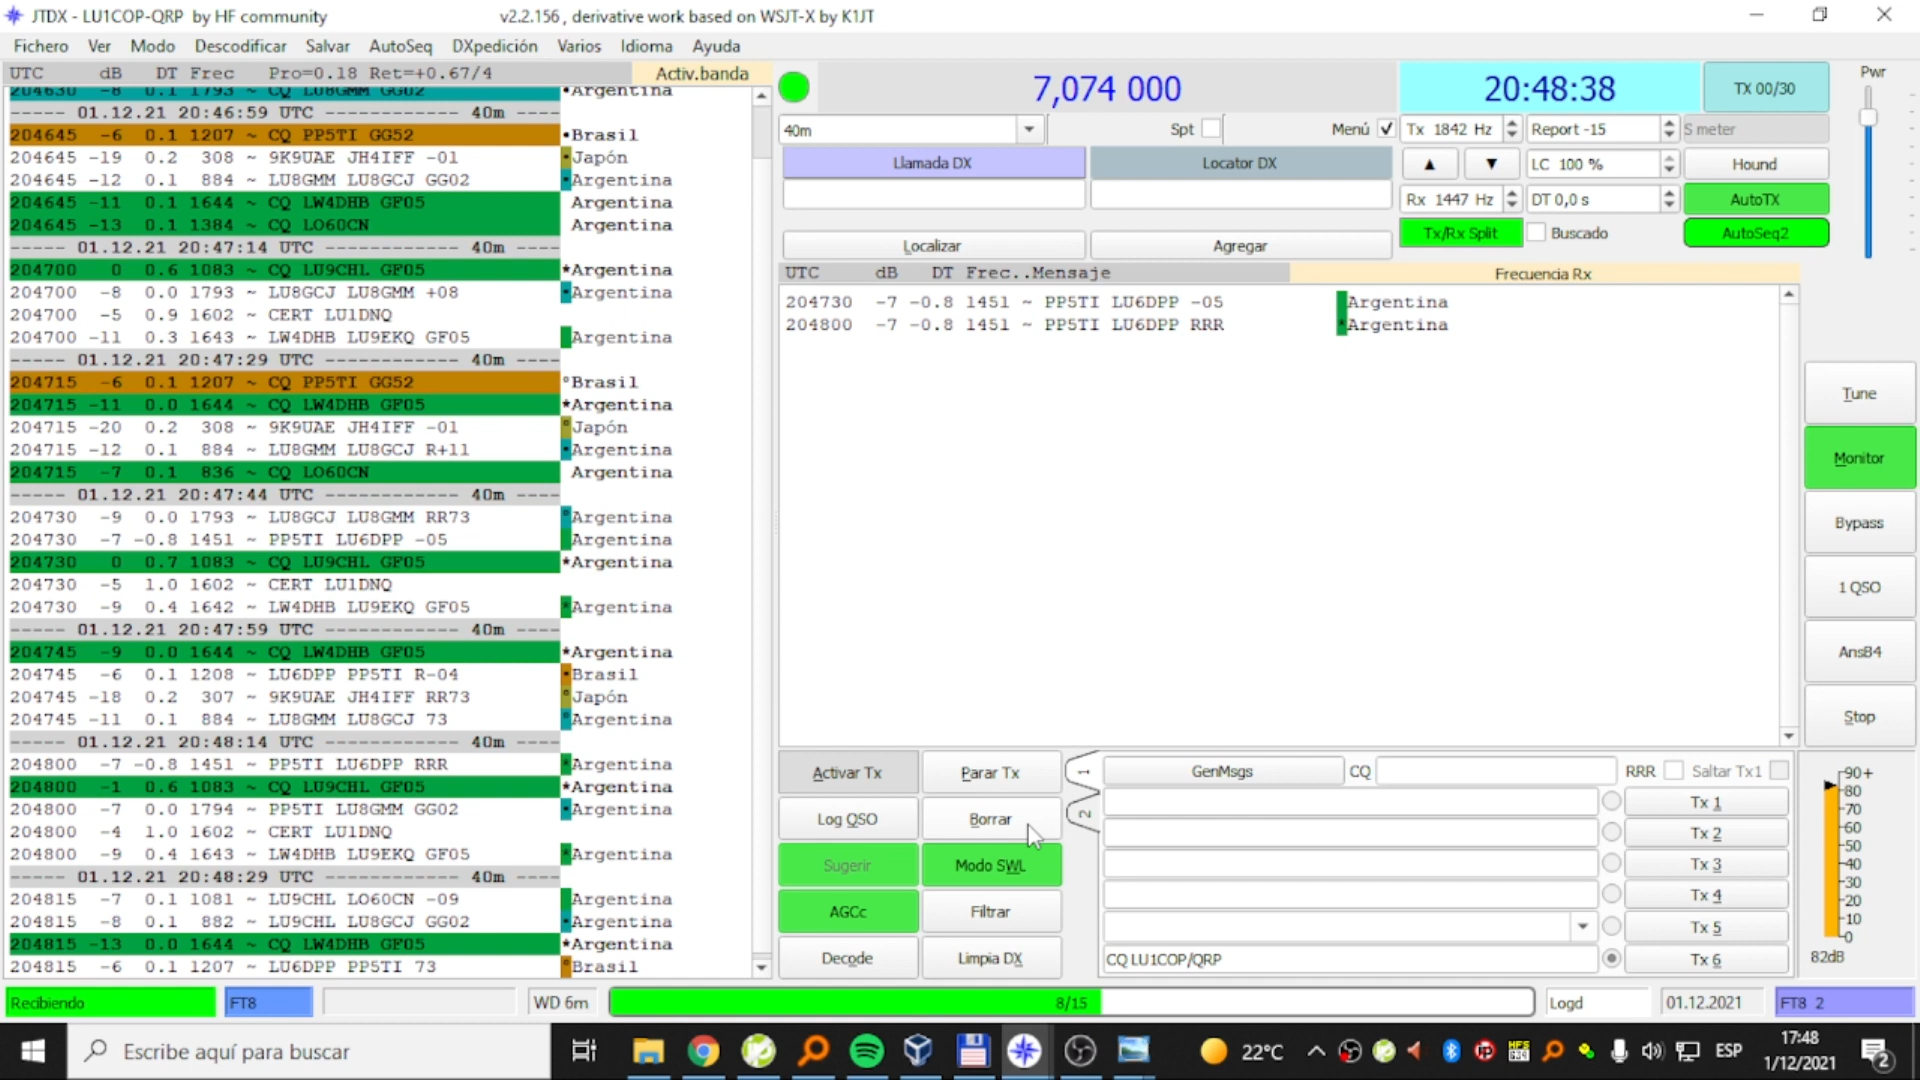 JTDX - LU1COP-QRP by HF community v2.2.156 , derivative work based on WSJT-X by K1JT
Fichero Ver Modo Descodificar Salvar AutoSeq DXpedición Varios Idioma Ayuda
UTC dB DT Frec Pro=0.18 Ret=+0.67/4 Activ.banda
204630 -8 0.1 1793 ~ CQ LU8GMM GG02 •Argentina
----- 01.12.21 20:46:59 UTC ------------ 40m ----
204645 -6 0.1 1207 ~ CQ PP5TI GG52 •Brasil
204645 -19 0.2 308 ~ 9K9UAE JH4IFF -01 •Japón
204645 -12 0.1 884 ~ LU8GMM LU8GCJ GG02 •Argentina
204645 -11 0.1 1644 ~ CQ LW4DHB GF05 Argentina
204645 -13 0.1 1384 ~ CQ LO60CN Argentina
----- 01.12.21 20:47:14 UTC ------------ 40m ----
204700 0 0.6 1083 ~ CQ LU9CHL GF05 *Argentina
204700 -8 0.0 1793 ~ LU8GCJ LU8GMM +08 •Argentina
204700 -5 0.9 1602 ~ CERT LU1DNQ
204700 -11 0.3 1643 ~ LW4DHB LU9EKQ GF05 Argentina
----- 01.12.21 20:47:29 UTC ------------ 40m ----
204715 -6 0.1 1207 ~ CQ PP5TI GG52 °Brasil
204715 -11 0.0 1644 ~ CQ LW4DHB GF05 *Argentina
204715 -20 0.2 308 ~ 9K9UAE JH4IFF -01 °Japón
204715 -12 0.1 884 ~ LU8GMM LU8GCJ R+11 •Argentina
204715 -7 0.1 836 ~ CQ LO60CN Argentina
----- 01.12.21 20:47:44 UTC ------------ 40m ----
204730 -9 0.0 1793 ~ LU8GCJ LU8GMM RR73 °Argentina
204730 -7 -0.8 1451 ~ PP5TI LU6DPP -05 Argentina
204730 0 0.7 1083 ~ CQ LU9CHL GF05 *Argentina
204730 -5 1.0 1602 ~ CERT LU1DNQ
204730 -9 0.4 1642 ~ LW4DHB LU9EKQ GF05 *Argentina
----- 01.12.21 20:47:59 UTC ------------ 40m ----
204745 -9 0.0 1644 ~ CQ LW4DHB GF05 *Argentina
204745 -6 0.1 1208 ~ LU6DPP PP5TI R-04 •Brasil
204745 -18 0.2 307 ~ 9K9UAE JH4IFF RR73 °Japón
204745 -11 0.1 884 ~ LU8GMM LU8GCJ 73 °Argentina
----- 01.12.21 20:48:14 UTC ------------ 40m ----
204800 -7 -0.8 1451 ~ PP5TI LU6DPP RRR *Argentina
204800 -1 0.6 1083 ~ CQ LU9CHL GF05 *Argentina
204800 -7 0.0 1794 ~ PP5TI LU8GMM GG02 •Argentina
204800 -4 1.0 1602 ~ CERT LU1DNQ
204800 -9 0.4 1643 ~ LW4DHB LU9EKQ GF05 *Argentina
----- 01.12.21 20:48:29 UTC ------------ 40m ----
204815 -7 0.1 1081 ~ LU9CHL LO60CN -09 Argentina
204815 -8 0.1 882 ~ LU9CHL LU8GCJ GG02 •Argentina
204815 -13 0.0 1644 ~ CQ LW4DHB GF05 *Argentina
204815 -6 0.1 1207 ~ LU6DPP PP5TI 73 °Brasil
7,074 000 20:48:38 TX 00/30 Pwr
40m Spt Menú Tx 1842 Hz Report -15 S meter
Llamada DX Locator DX LC 100 % Hound
Rx 1447 Hz DT 0,0 s AutoTX
Tx/Rx Split Buscado AutoSeq2
Localizar Agregar
UTC dB DT Frec..Mensaje Frecuencia Rx
204730 -7 -0.8 1451 ~ PP5TI LU6DPP -05 Argentina
204800 -7 -0.8 1451 ~ PP5TI LU6DPP RRR *Argentina
Tune
Monitor
Bypass
1 QSO
AnsB4
Stop
Activar Tx Parar Tx 1 GenMsgs CQ RRR Saltar Tx1
Log QSO Borrar 2
Sugerir Modo SWL
AGCc Filtrar
Decode Limpia DX
Tx 1
Tx 2
Tx 3
Tx 4
Tx 5
CQ LU1COP/QRP Tx 6
90+
80
70
60
50
40
30
20
10
0
82dB
Recibiendo FT8 WD 6m 8/15 Logd 01.12.2021 FT8 2
Escribe aquí para buscar 22°C ESP 17:48
1/12/2021 2